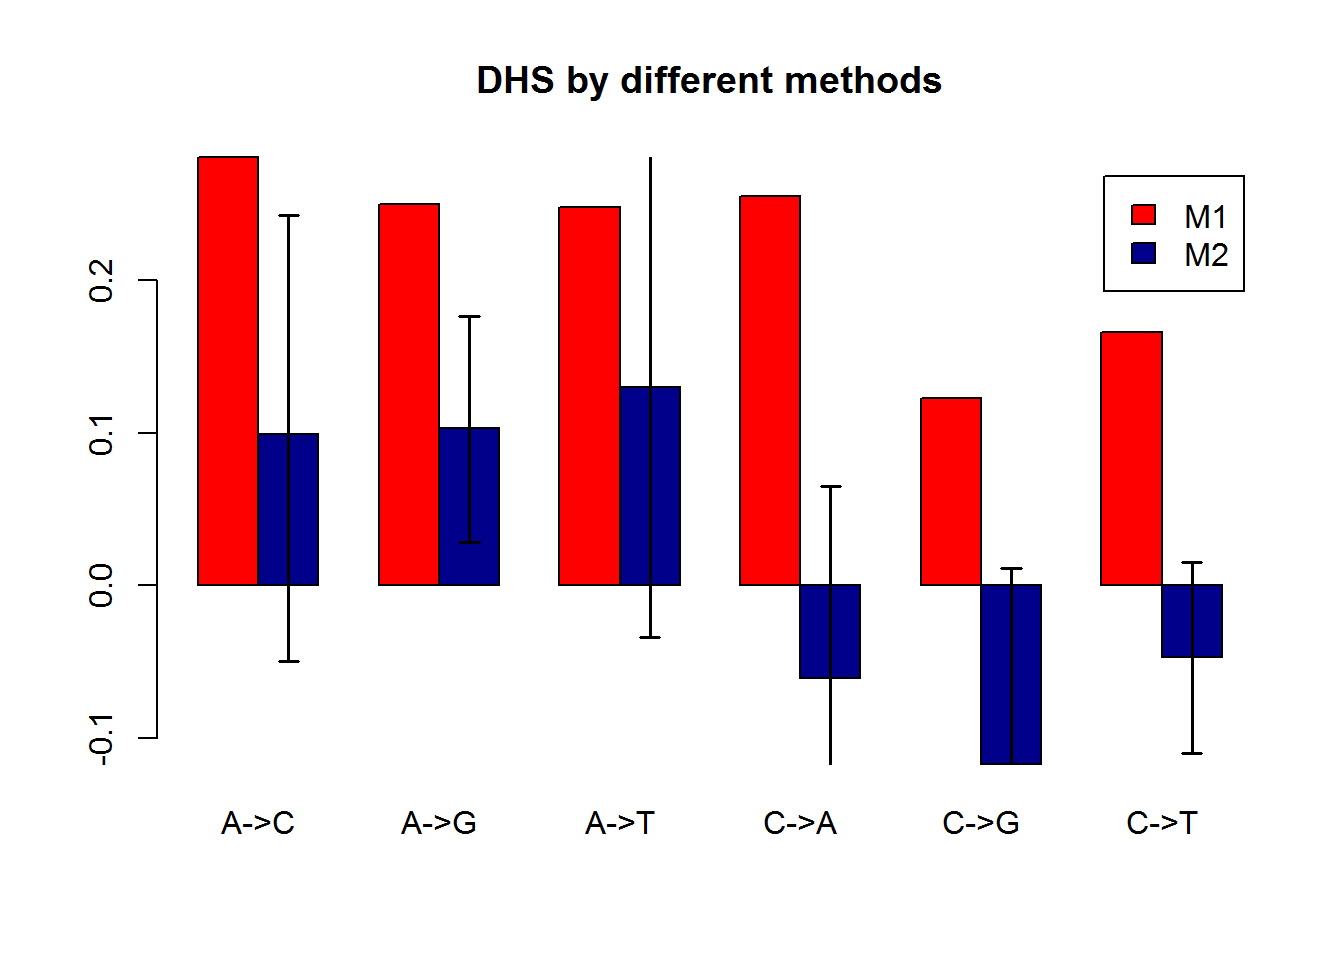 DHS by different methods
M1
M2
0.2
0.1
0.0
-0.1
A->C A->G A->T C->A C->G C->T